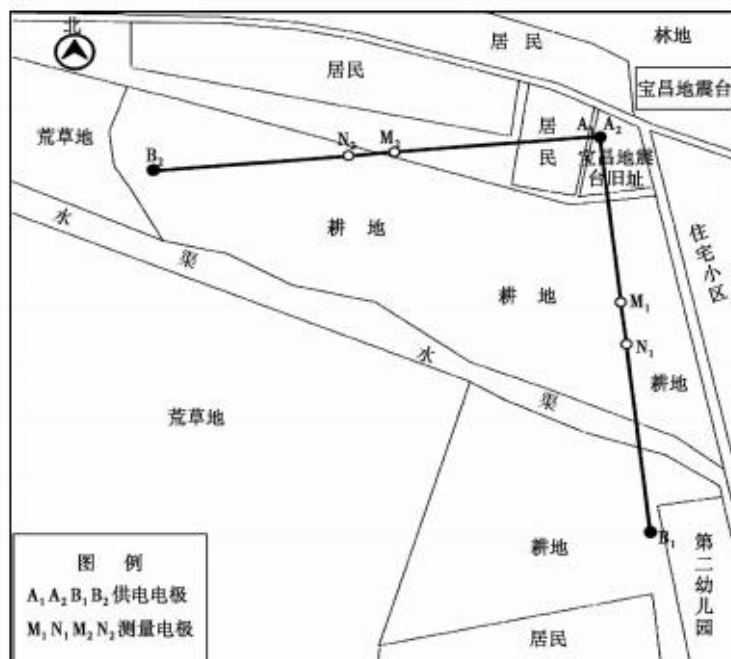 北
居 民
林地
居民
宝昌地震台
荒草地
N₂
M₂
居
民
A₁
A₂
宝昌地震
台旧址
B₂
水
渠
耕 地
住宅小区
耕 地
M₁
N₁
水
渠
耕地
荒草地
B₁
耕地
第二幼儿园
居民
图 例
A₁ A₂ B₁ B₂ 供电电极
M₁ N₁ M₂ N₂ 测量电极